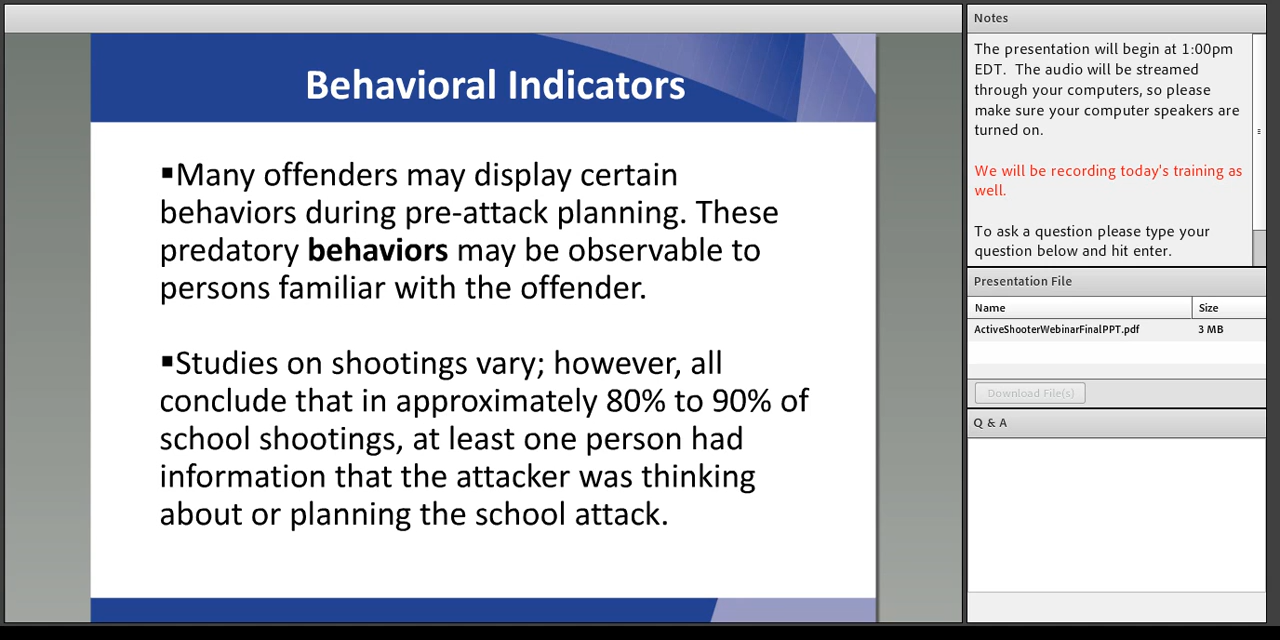 Behavioral Indicators
▪Many offenders may display certain
behaviors during pre-attack planning. These
predatory behaviors may be observable to
persons familiar with the offender.
▪Studies on shootings vary; however, all
conclude that in approximately 80% to 90% of
school shootings, at least one person had
information that the attacker was thinking
about or planning the school attack.
Notes
The presentation will begin at 1:00pm
EDT. The audio will be streamed
through your computers, so please
make sure your computer speakers are
turned on.
We will be recording today's training as
well.
To ask a question please type your
question below and hit enter.
Presentation File
Name Size
ActiveShooterWebinarFinalPPT.pdf 3 MB
Download File(s)
Q & A